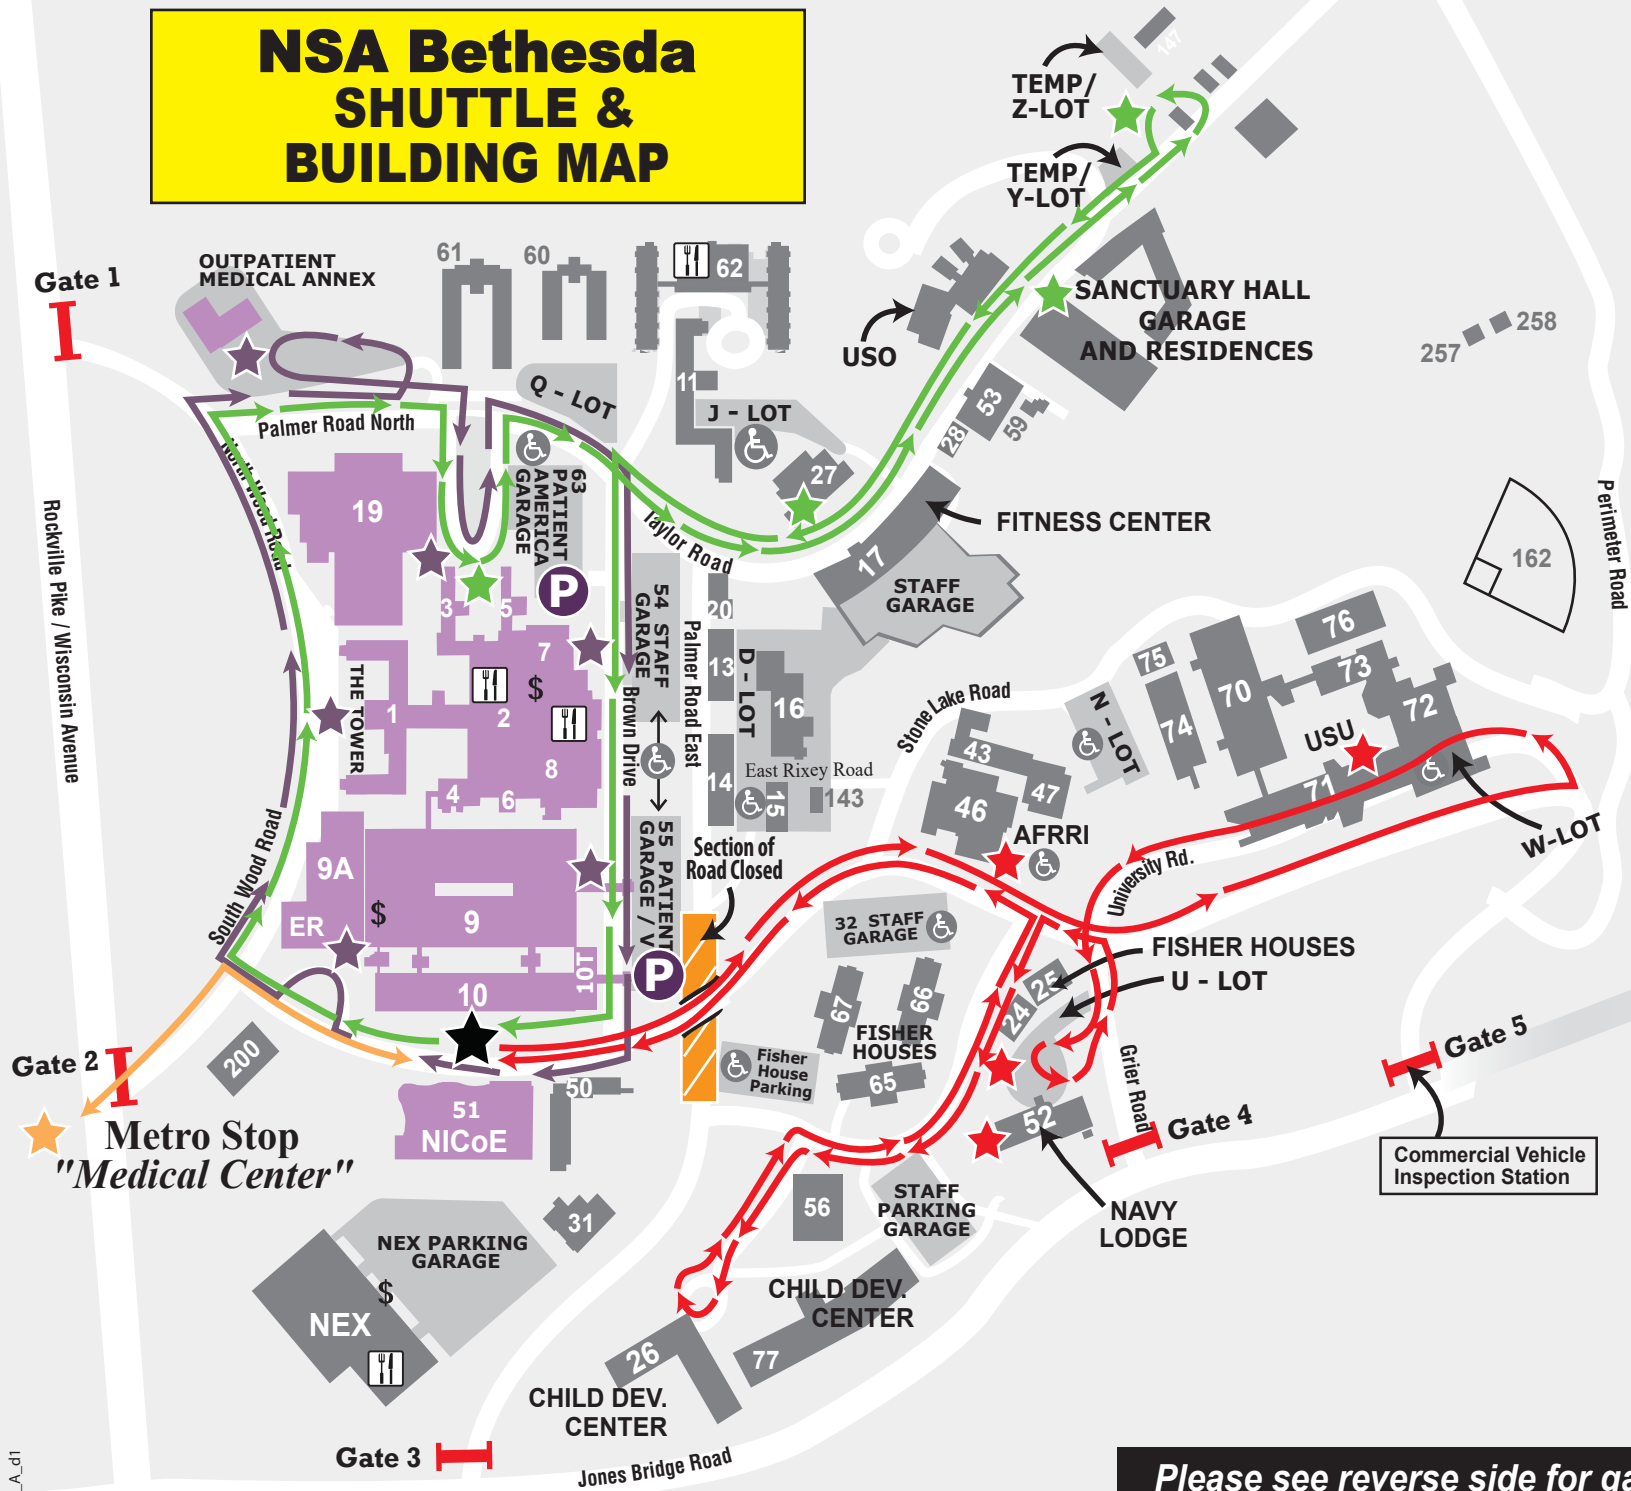 NSA Bethesda
SHUTTLE &
BUILDING MAP
147
TEMP/
Z-LOT
TEMP/
Y-LOT
SANCTUARY HALL
GARAGE
AND RESIDENCES
USO
258
257
Gate 1
OUTPATIENT
MEDICAL ANNEX
61
60
62
11
Q - LOT
J - LOT
53
59
28
27
Palmer Road North
North Wood Road
19
63
PATIENT
AMERICA
GARAGE
P
Taylor Road
17
FITNESS CENTER
STAFF
GARAGE
162
Perimeter Road
Rockville Pike / Wisconsin Avenue
3
5
7
$
2
8
1
THE TOWER
4
6
54 STAFF
GARAGE
Brown Drive
Palmer Road East
20
13
D - LOT
16
14
East Rixey Road
15
143
Stone Lake Road
43
47
46
AFRRI
N - LOT
75
74
70
76
73
72
USU
71
W-LOT
University Rd.
South Wood Road
9A
ER
$
9
10T
10
55 PATIENT
GARAGE / V
P
Section of
Road Closed
32 STAFF
GARAGE
67
66
FISHER
HOUSES
65
Fisher
House
Parking
25
24
FISHER HOUSES
U - LOT
52
Grier Road
Gate 4
Gate 5
Commercial Vehicle
Inspection Station
NAVY
LODGE
Gate 2
200
Metro Stop
"Medical Center"
51
NICoE
50
31
NEX PARKING
GARAGE
$
NEX
56
STAFF
PARKING
GARAGE
CHILD DEV.
CENTER
77
26
CHILD DEV.
CENTER
Gate 3
Jones Bridge Road
_A_d1
Please see reverse side for ga